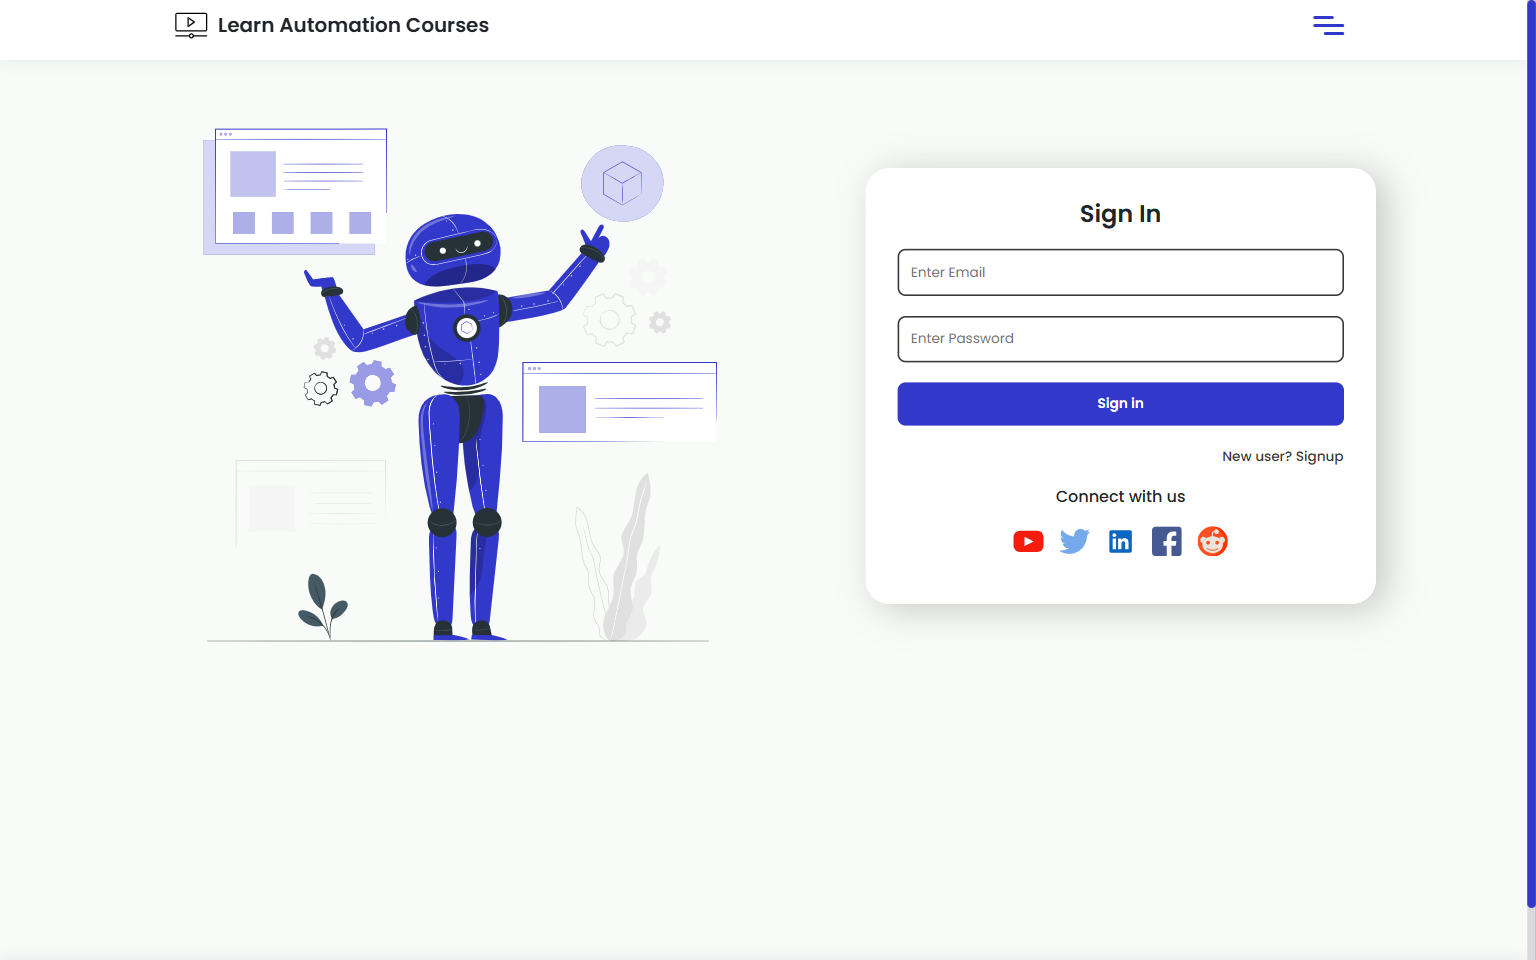 Learn Automation Courses
Sign In
Enter Email
Enter Password
Sign in
New user? Signup
Connect with us